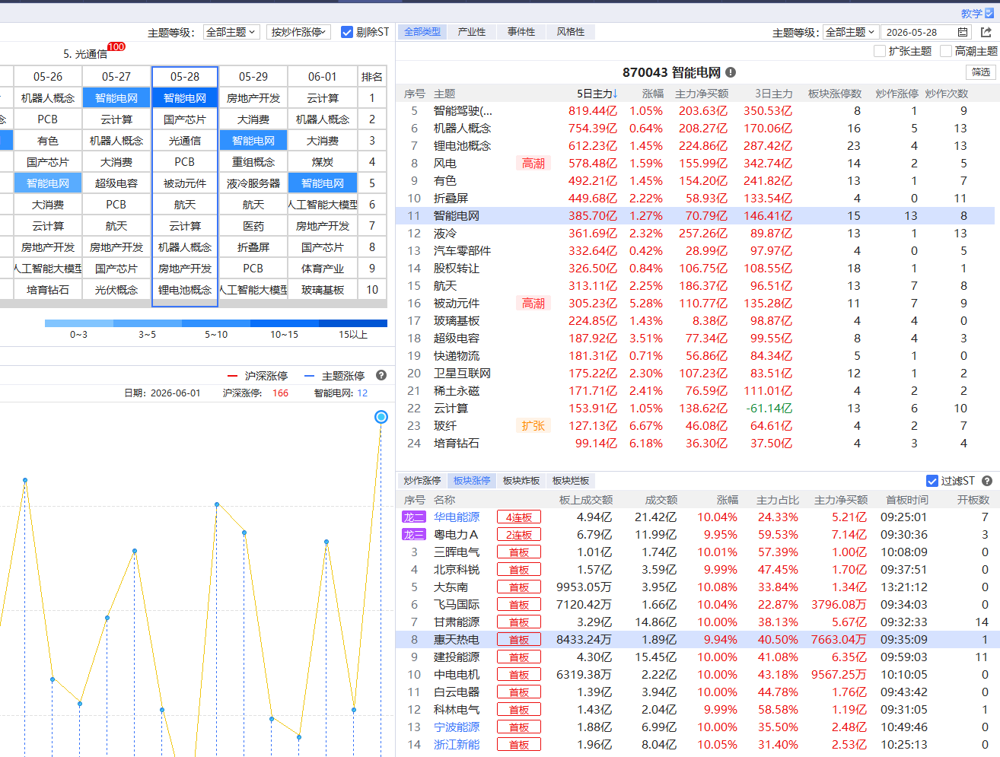 教学
主题等级： 全部主题 按炒作涨停 剔除ST
全部类型 产业性 事件性 风格性 主题等级： 全部主题 2026-05-28
扩张主题 高潮主题
5. 光通信 100
870043 智能电网 筛选
05-26 05-27 05-28 05-29 06-01 排名
机器人概念 智能电网 智能电网 房地产开发 云计算 1
PCB 云计算 国产芯片 大消费 机器人概念 2
有色 机器人概念 光通信 智能电网 大消费 3
国产芯片 大消费 PCB 重组概念 煤炭 4
智能电网 超级电容 被动元件 液冷服务器 智能电网 5
大消费 PCB 航天 航天 人工智能大模型 6
云计算 航天 云计算 医药 房地产开发 7
房地产开发 房地产开发 机器人概念 折叠屏 国产芯片 8
人工智能大模型 国产芯片 房地产开发 PCB 体育产业 9
培育钻石 光伏概念 锂电池概念 人工智能大模型 玻璃基板 10
0~3 3~5 5~10 10~15 15以上
沪深涨停 主题涨停
日期：2026-06-01 沪深涨停： 166 智能电网: 12
序号 主题 5日主力↓ 涨幅 主力净买额 3日主力 板块涨停数 炒作涨停 炒作次数
5 智能驾驶(... 819.44亿 1.05% 203.63亿 350.53亿 8 1 9
6 机器人概念 754.39亿 0.64% 208.27亿 170.06亿 16 5 13
7 锂电池概念 612.23亿 1.45% 224.86亿 287.42亿 23 4 13
8 风电 高潮 578.48亿 1.59% 155.99亿 342.74亿 14 2 5
9 有色 492.21亿 1.45% 154.20亿 241.82亿 13 1 7
10 折叠屏 449.68亿 2.22% 58.93亿 133.54亿 4 0 11
11 智能电网 385.70亿 1.27% 70.79亿 146.41亿 15 13 8
12 液冷 361.69亿 2.32% 257.26亿 89.87亿 13 1 13
13 汽车零部件 332.64亿 0.42% 28.99亿 97.97亿 4 0 5
14 股权转让 326.50亿 0.84% 106.75亿 108.55亿 18 1 1
15 航天 313.11亿 2.25% 186.37亿 96.51亿 13 7 8
16 被动元件 高潮 305.23亿 5.28% 110.77亿 135.28亿 11 7 9
17 玻璃基板 224.85亿 1.43% 8.38亿 98.87亿 4 4 0
18 超级电容 187.92亿 3.51% 77.34亿 99.55亿 8 4 3
19 快递物流 181.31亿 0.71% 56.86亿 84.34亿 5 1 0
20 卫星互联网 175.22亿 2.30% 107.23亿 83.51亿 12 1 2
21 稀土永磁 171.71亿 2.41% 76.59亿 111.01亿 4 2 2
22 云计算 153.91亿 1.05% 138.62亿 -61.14亿 13 6 10
23 玻纤 扩张 127.13亿 6.67% 46.08亿 64.61亿 4 2 7
24 培育钻石 99.14亿 6.18% 36.30亿 37.50亿 4 3 4
炒作涨停 板块涨停 板块炸板 板块烂板 过滤ST
序号 名称 板上成交额 成交额 涨幅 主力占比 主力净买额 首板时间 开板数
龙二 华电能源 4连板 4.94亿 21.42亿 10.04% 24.33% 5.21亿 09:25:01 7
龙三 粤电力A 2连板 6.79亿 11.99亿 9.95% 59.53% 7.14亿 09:30:36 3
3 三晖电气 首板 1.01亿 1.74亿 10.01% 57.39% 1.00亿 10:08:09 0
4 北京科锐 首板 1.57亿 3.59亿 9.99% 47.45% 1.70亿 09:37:51 0
5 大东南 首板 9953.05万 3.95亿 10.08% 33.84% 1.34亿 13:21:12 0
6 飞马国际 首板 7120.42万 1.66亿 10.04% 22.87% 3796.08万 09:34:03 0
7 甘肃能源 首板 3.29亿 14.86亿 10.00% 38.13% 5.67亿 09:32:33 14
8 惠天热电 首板 8433.24万 1.89亿 9.94% 40.50% 7663.04万 09:35:09 1
9 建投能源 首板 4.30亿 15.45亿 10.00% 41.08% 6.35亿 09:59:03 11
10 中电电机 首板 6319.38万 2.22亿 10.00% 43.18% 9567.25万 10:10:05 0
11 白云电器 首板 1.39亿 3.94亿 10.00% 44.78% 1.76亿 09:43:42 0
12 科林电气 首板 1.43亿 2.04亿 9.99% 58.58% 1.19亿 09:31:05 1
13 宁波能源 首板 1.88亿 6.99亿 10.00% 35.50% 2.48亿 10:49:46 0
14 浙江新能 首板 1.96亿 8.04亿 10.05% 31.40% 2.53亿 10:25:13 0